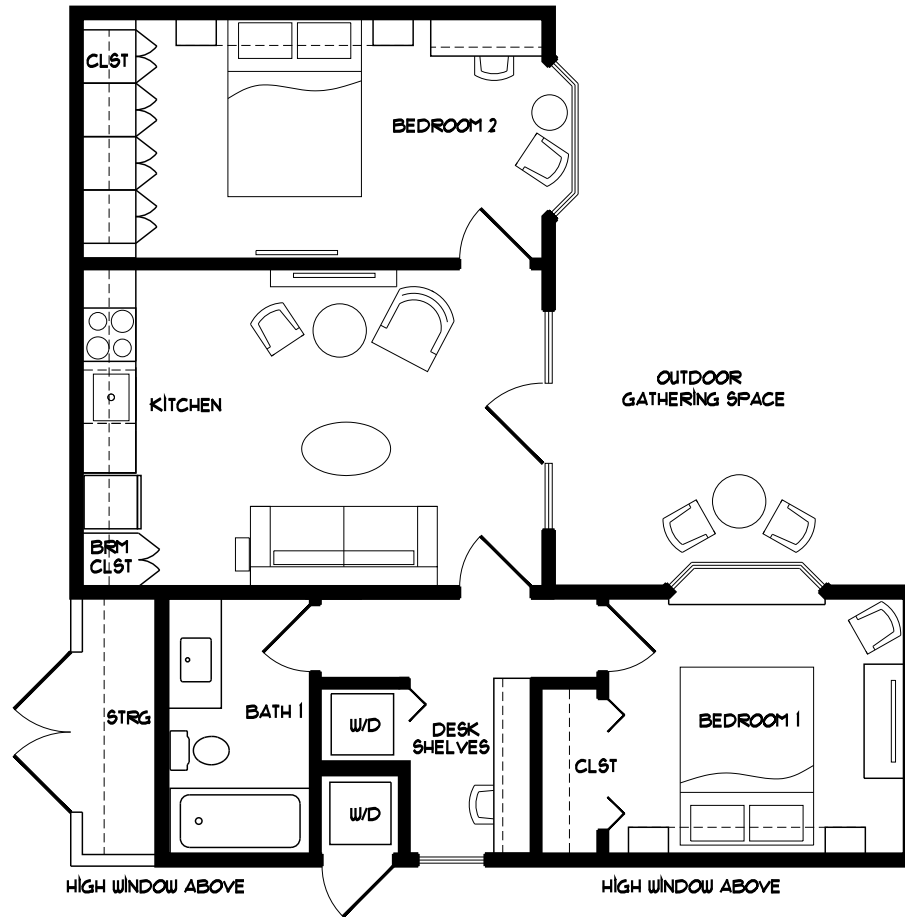 CLST
BEDROOM 2
KITCHEN
OUTDOOR
GATHERING SPACE
BRM
CLST
STRG
BATH 1
W/D
DESK
SHELVES
BEDROOM 1
CLST
W/D
HIGH WINDOW ABOVE
HIGH WINDOW ABOVE